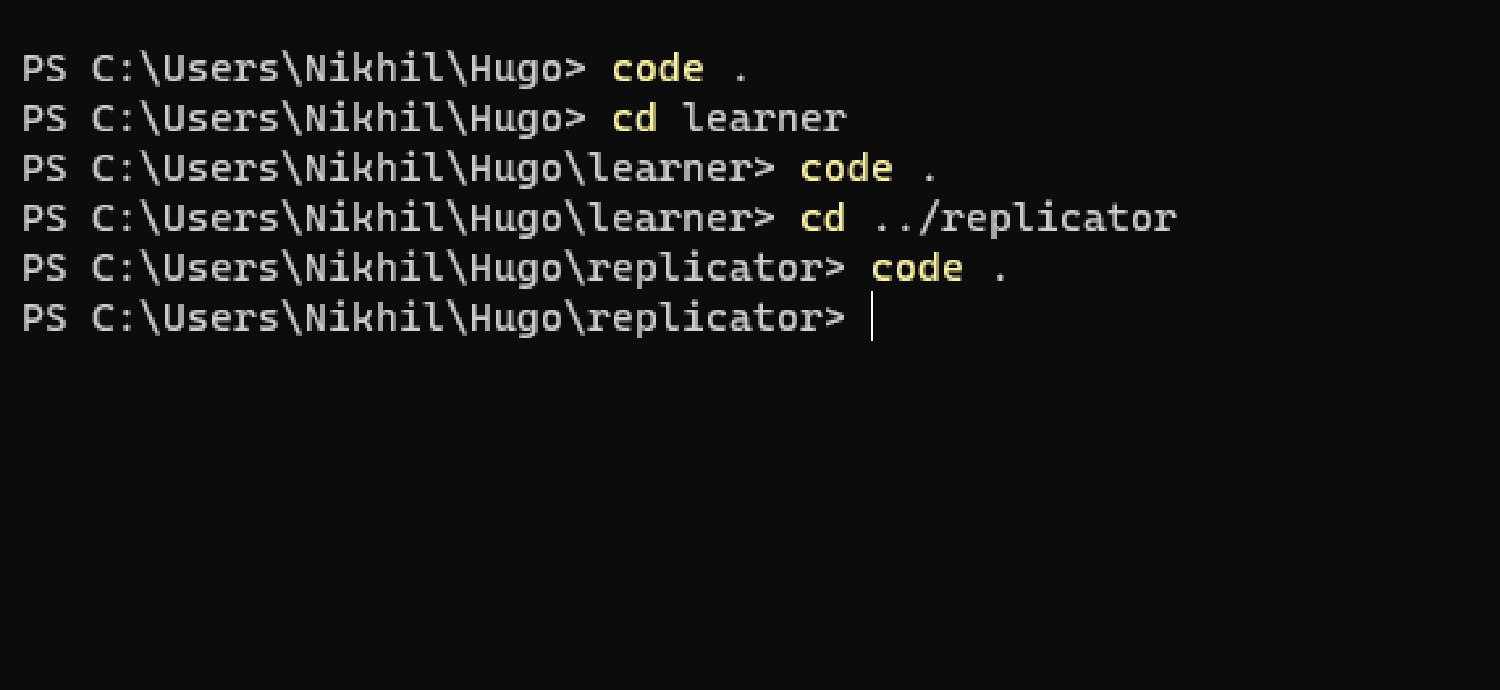 PS C:\Users\Nikhil\Hugo> code .
PS C:\Users\Nikhil\Hugo> cd learner
PS C:\Users\Nikhil\Hugo\learner> code .
PS C:\Users\Nikhil\Hugo\learner> cd ../replicator
PS C:\Users\Nikhil\Hugo\replicator> code .
PS C:\Users\Nikhil\Hugo\replicator>